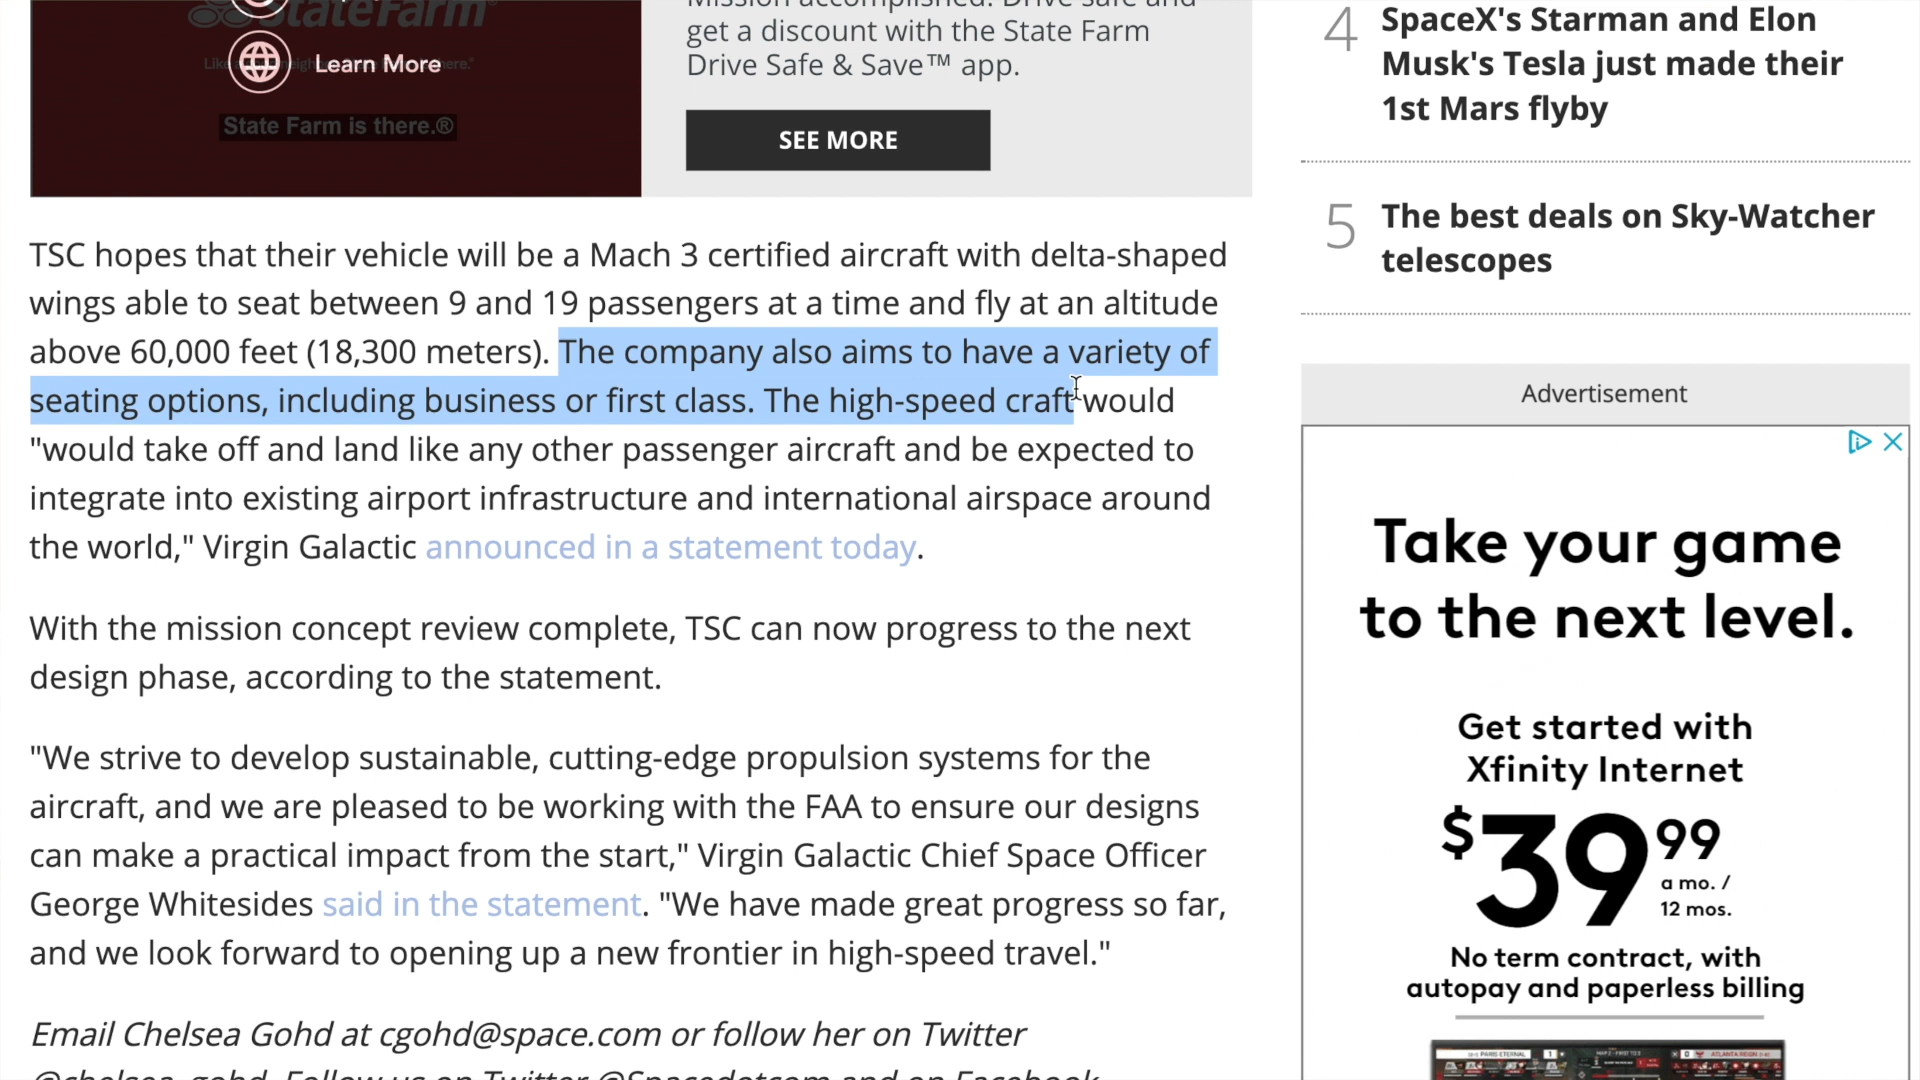 StateFarm
Learn More
State Farm is there.®
Mission accomplished. Drive safe and
get a discount with the State Farm
Drive Safe & Save™ app.
SEE MORE
TSC hopes that their vehicle will be a Mach 3 certified aircraft with delta-shaped
wings able to seat between 9 and 19 passengers at a time and fly at an altitude
above 60,000 feet (18,300 meters). The company also aims to have a variety of
seating options, including business or first class. The high-speed craft would
"would take off and land like any other passenger aircraft and be expected to
integrate into existing airport infrastructure and international airspace around
the world," Virgin Galactic announced in a statement today.
With the mission concept review complete, TSC can now progress to the next
design phase, according to the statement.
"We strive to develop sustainable, cutting-edge propulsion systems for the
aircraft, and we are pleased to be working with the FAA to ensure our designs
can make a practical impact from the start," Virgin Galactic Chief Space Officer
George Whitesides said in the statement. "We have made great progress so far,
and we look forward to opening up a new frontier in high-speed travel."
Email Chelsea Gohd at cgohd@space.com or follow her on Twitter
@chelsea_gohd. Follow us on Twitter @Spacedotcom and on Facebook
4
SpaceX's Starman and Elon
Musk's Tesla just made their
1st Mars flyby
5
The best deals on Sky-Watcher
telescopes
Advertisement
Take your game
to the next level.
Get started with
Xfinity Internet
$39 99
a mo. /
12 mos.
No term contract, with
autopay and paperless billing
PARIS ETERNAL 1
0 ATLANTA REIGN